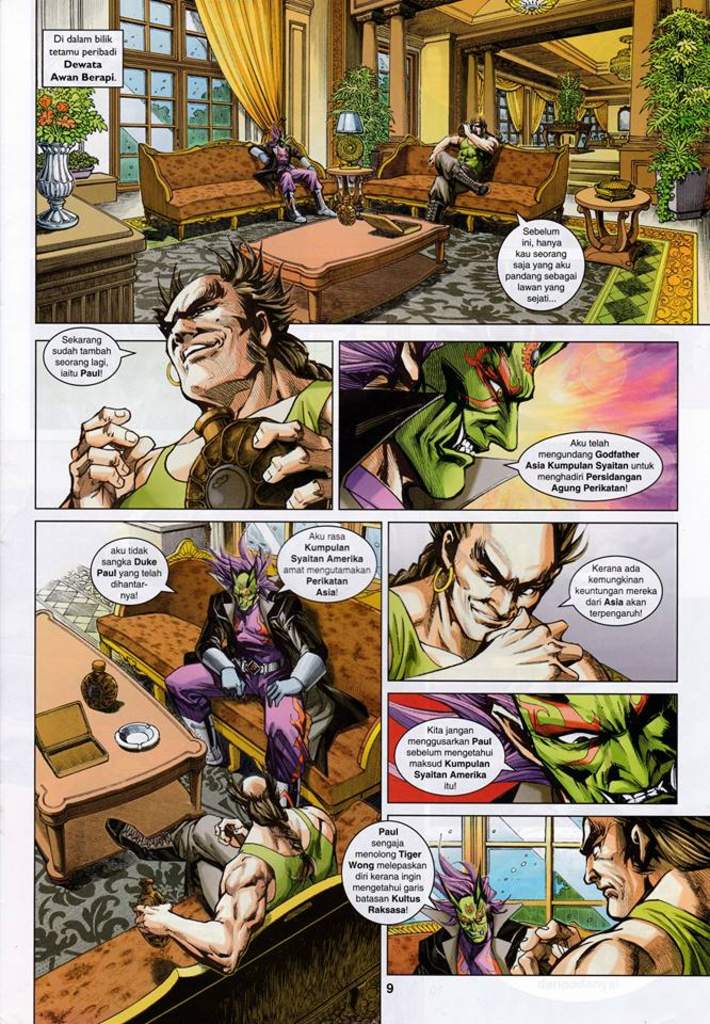 Di dalam bilik
tetamu peribadi
Dewata
Awan Berapi.
Sebelum
ini, hanya
kau seorang
saja yang aku
pandang sebagai
lawan yang
sejati...
Sekarang
sudah tambah
seorang lagi,
iaitu Paul!
Aku telah
mengundang Godfather
Asia Kumpulan Syaitan untuk
menghadiri Persidangan
Agung Perikatan!
aku tidak
sangka Duke
Paul yang telah
dihantar-
nya!
Aku rasa
Kumpulan
Syaitan Amerika
amat mengutamakan
Perikatan
Asia!
Kerana ada
kemungkinan
keuntungan mereka
dari Asia akan
terpengaruh!
Kita jangan
menggusarkan Paul
sebelum mengetahui
maksud Kumpulan
Syaitan Amerika
itu!
Paul
sengaja
menolong Tiger
Wong melepaskan
diri kerana ingin
mengetahui garis
batasan Kultus
Raksasa!
9